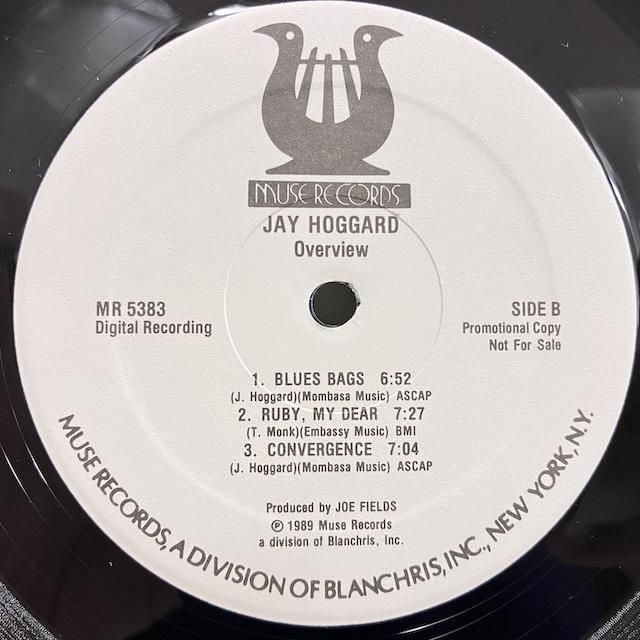 MUSE RECORDS
JAY HOGGARD
Overview
MR 5383
Digital Recording
SIDE B
Promotional Copy
Not For Sale
1. BLUES BAGS 6:52
(J. Hoggard)(Mombasa Music) ASCAP
2. RUBY, MY DEAR 7:27
(T. Monk)(Embassy Music) BMI
3. CONVERGENCE 7:04
(J. Hoggard)(Mombasa Music) ASCAP
Produced by JOE FIELDS
℗ 1989 Muse Records
a division of Blanchris, Inc.
MUSE RECORDS, A DIVISION OF BLANCHRIS, INC., NEW YORK, N.Y.